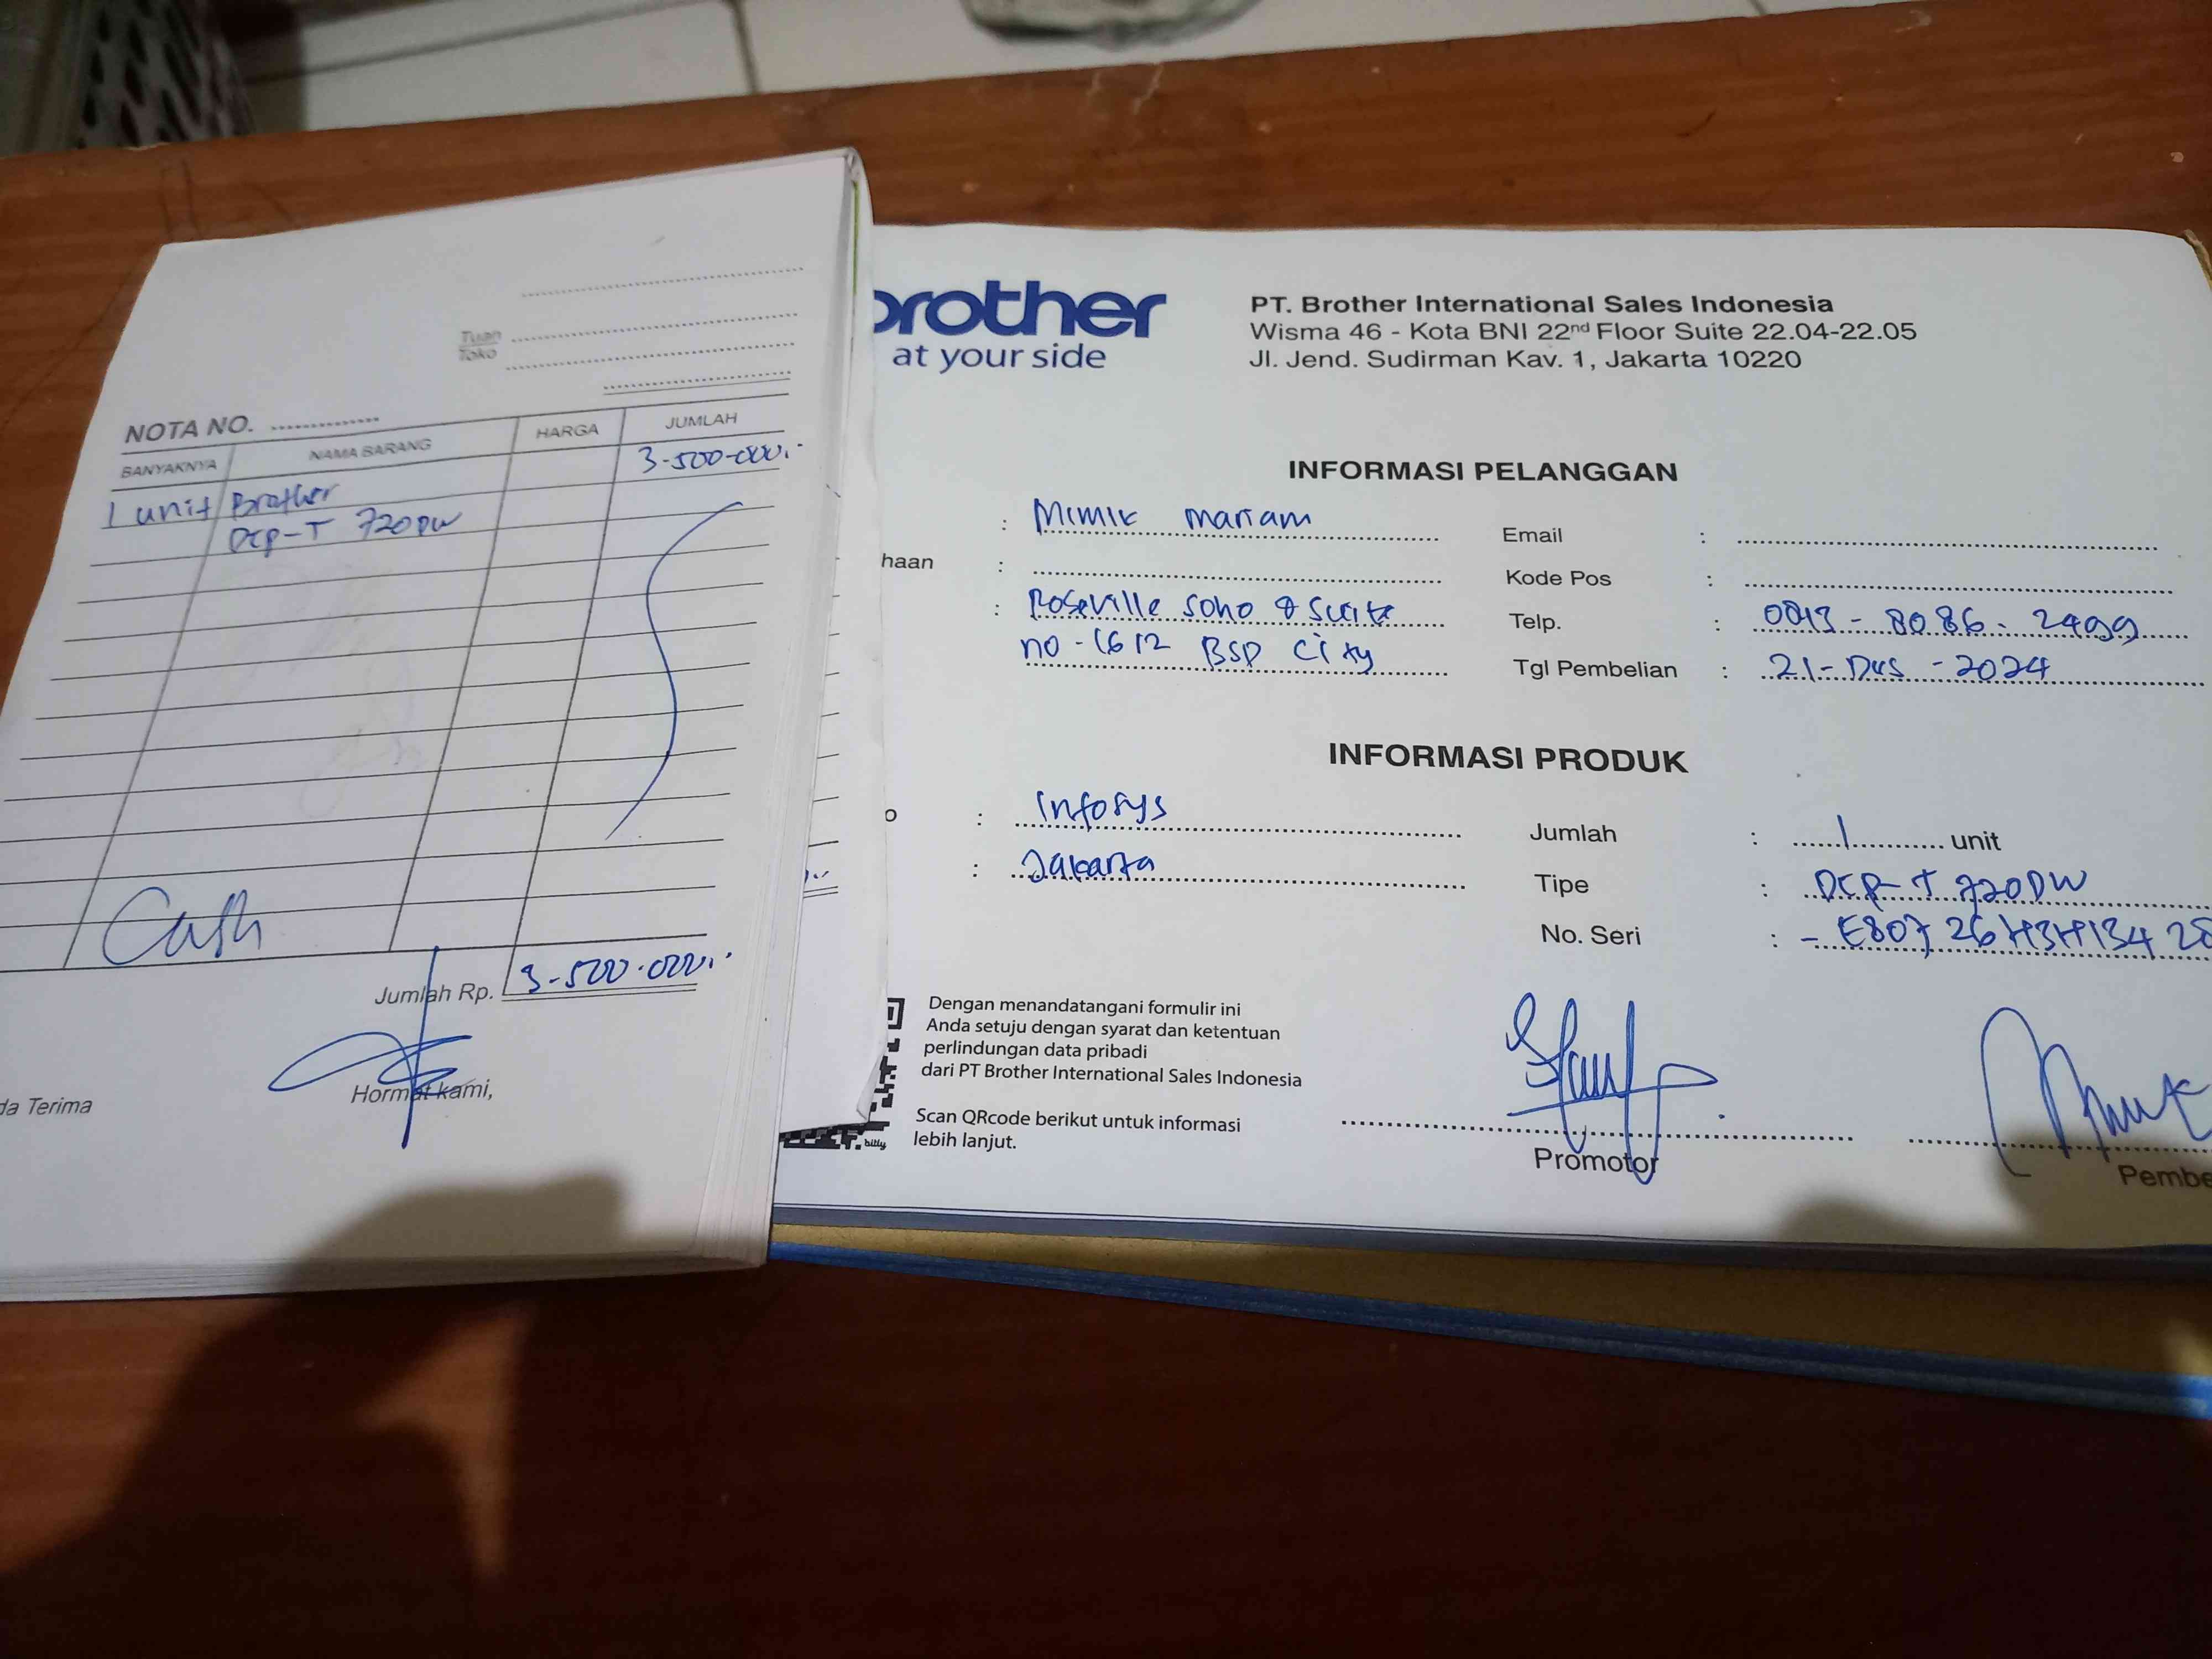 Tuan
Toko
NOTA NO. ..............
BANYAKNYA NAMA BARANG HARGA JUMLAH
1 unit Brother 3-500-000.-
DCP-T 720DW
Cash
Jumlah Rp. 3-500.000.-
da Terima Hormat kami,
brother
at your side
PT. Brother International Sales Indonesia
Wisma 46 - Kota BNI 22nd Floor Suite 22.04-22.05
Jl. Jend. Sudirman Kav. 1, Jakarta 10220
INFORMASI PELANGGAN
: Mimik Mariam
haan :
: Roseville Soho & Suite
no-1612 BSD City
Email :
Kode Pos :
Telp. : 0813-8086-2499
Tgl Pembelian : 21-Des-2024
INFORMASI PRODUK
o : Infosys
: Jakarta
Jumlah : 1 unit
Tipe : DCP-T 720DW
No. Seri : - E80726H3H1342
Dengan menandatangani formulir ini
Anda setuju dengan syarat dan ketentuan
perlindungan data pribadi
dari PT Brother International Sales Indonesia
Scan QRcode berikut untuk informasi
lebih lanjut.
bitly
Promotor
Pembe